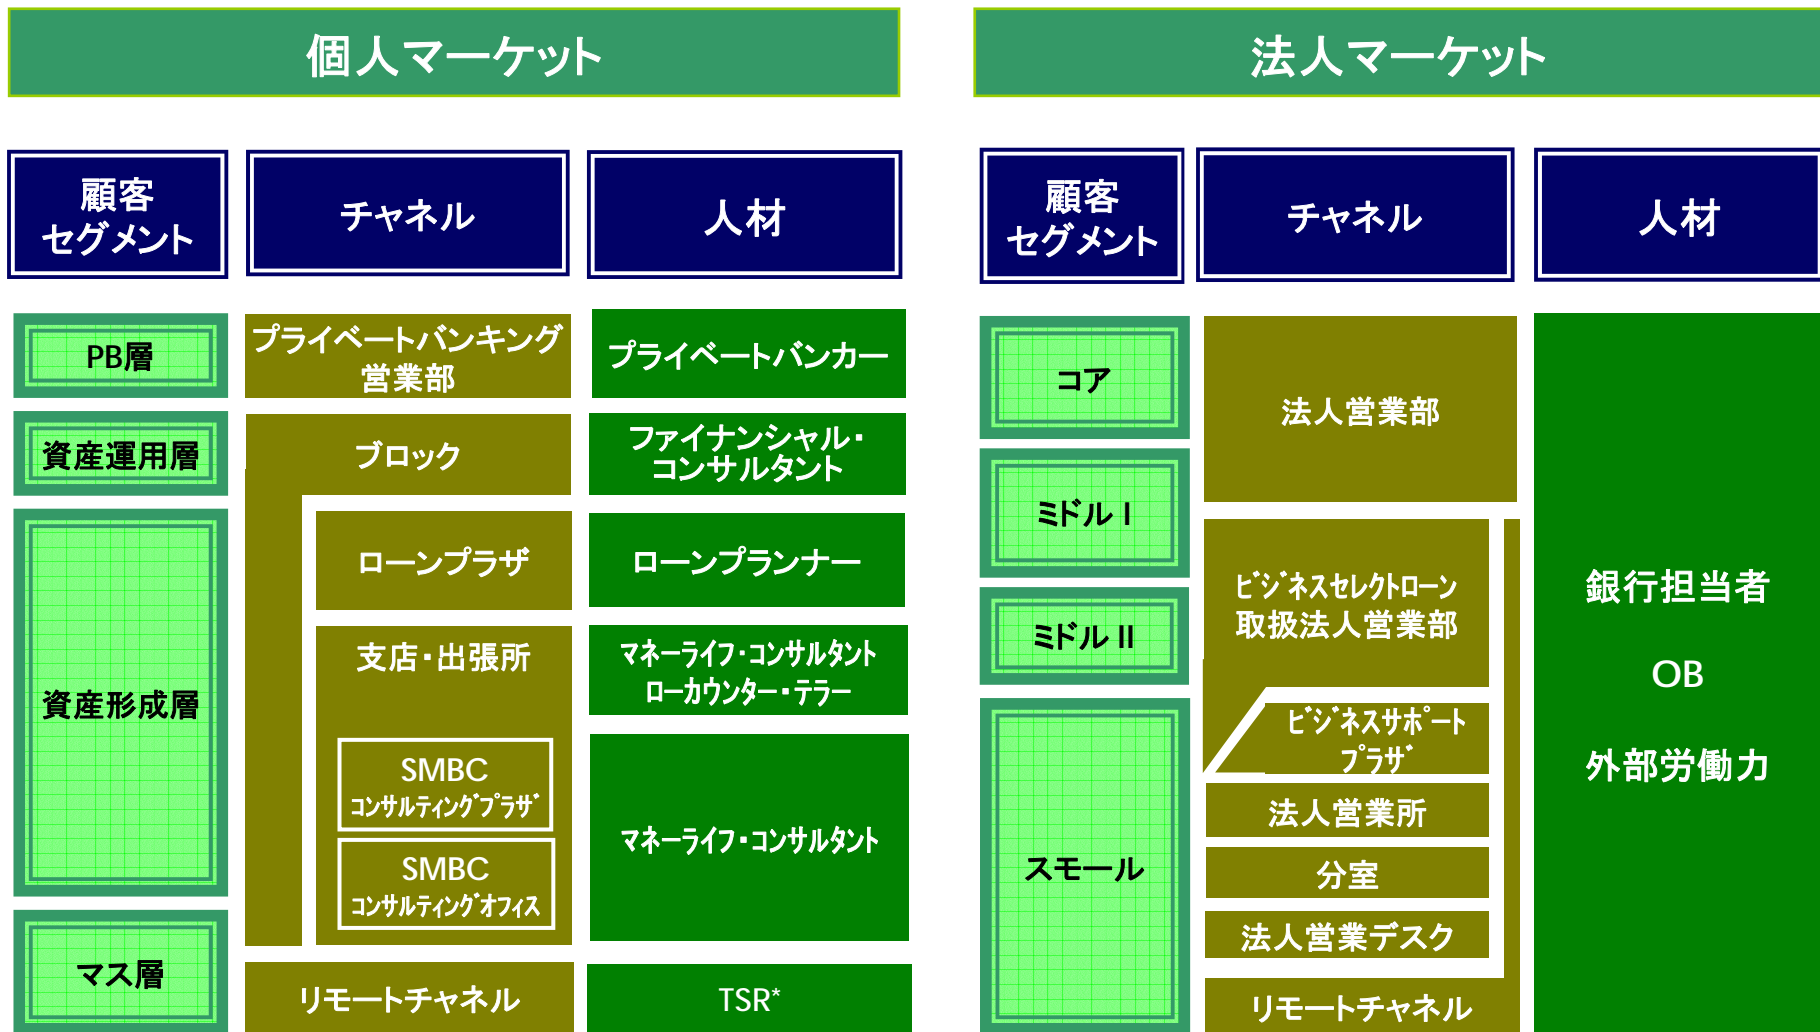 個人マーケット
顧客
セグメント
チャネル
人材
PB層
プライベートバンキング
営業部
プライベートバンカー
資産運用層
ブロック
ファイナンシャル・
コンサルタント
資産形成層
ローンプラザ
ローンプランナー
支店・出張所
マネーライフ・コンサルタント
ローカウンター・テラー
SMBC
コンサルティングプラザ
SMBC
コンサルティングオフィス
マネーライフ・コンサルタント
マス層
リモートチャネル
TSR*
法人マーケット
顧客
セグメント
チャネル
人材
コア
ミドル I
ミドル II
スモール
法人営業部
ビジネスセレクトローン
取扱法人営業部
ビジネスサポート
プラザ
法人営業所
分室
法人営業デスク
リモートチャネル
銀行担当者
OB
外部労働力